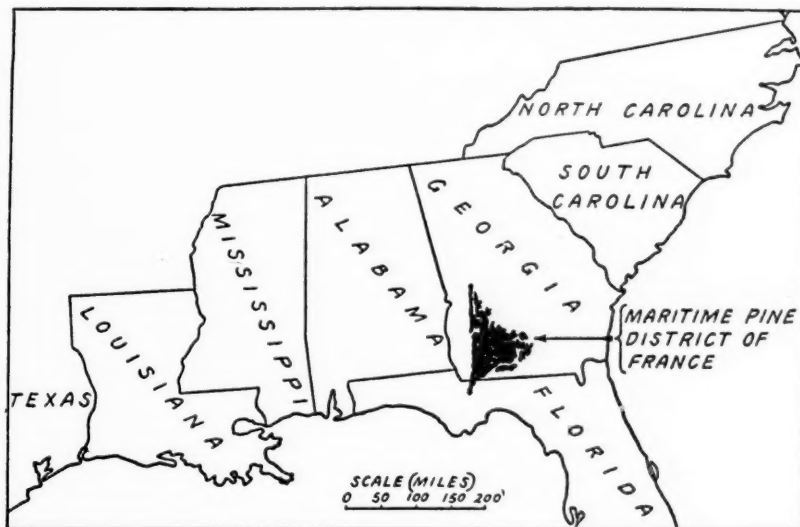 NORTH CAROLINA
SOUTH
CAROLINA
GEORGIA
ALABAMA
MISSISSIPPI
LOUISIANA
TEXAS
MARITIME PINE
DISTRICT OF
FRANCE
FLORIDA
SCALE (MILES)
0 50 100 150 200